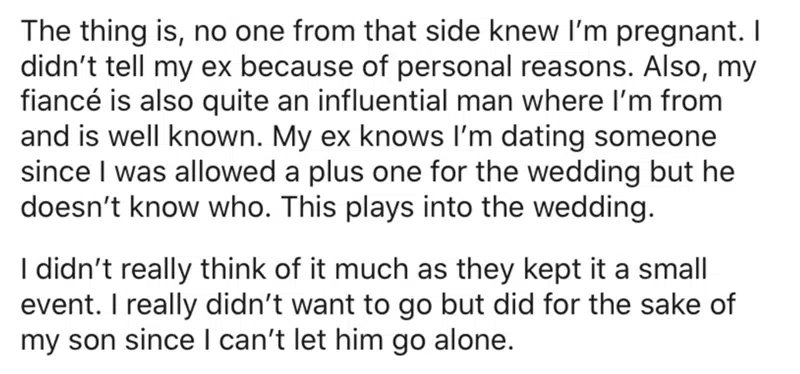 The thing is, no one from that side knew I’m pregnant. I
didn’t tell my ex because of personal reasons. Also, my
fiancé is also quite an influential man where I’m from
and is well known. My ex knows I’m dating someone
since I was allowed a plus one for the wedding but he
doesn’t know who. This plays into the wedding.
I didn’t really think of it much as they kept it a small
event. I really didn’t want to go but did for the sake of
my son since I can’t let him go alone.